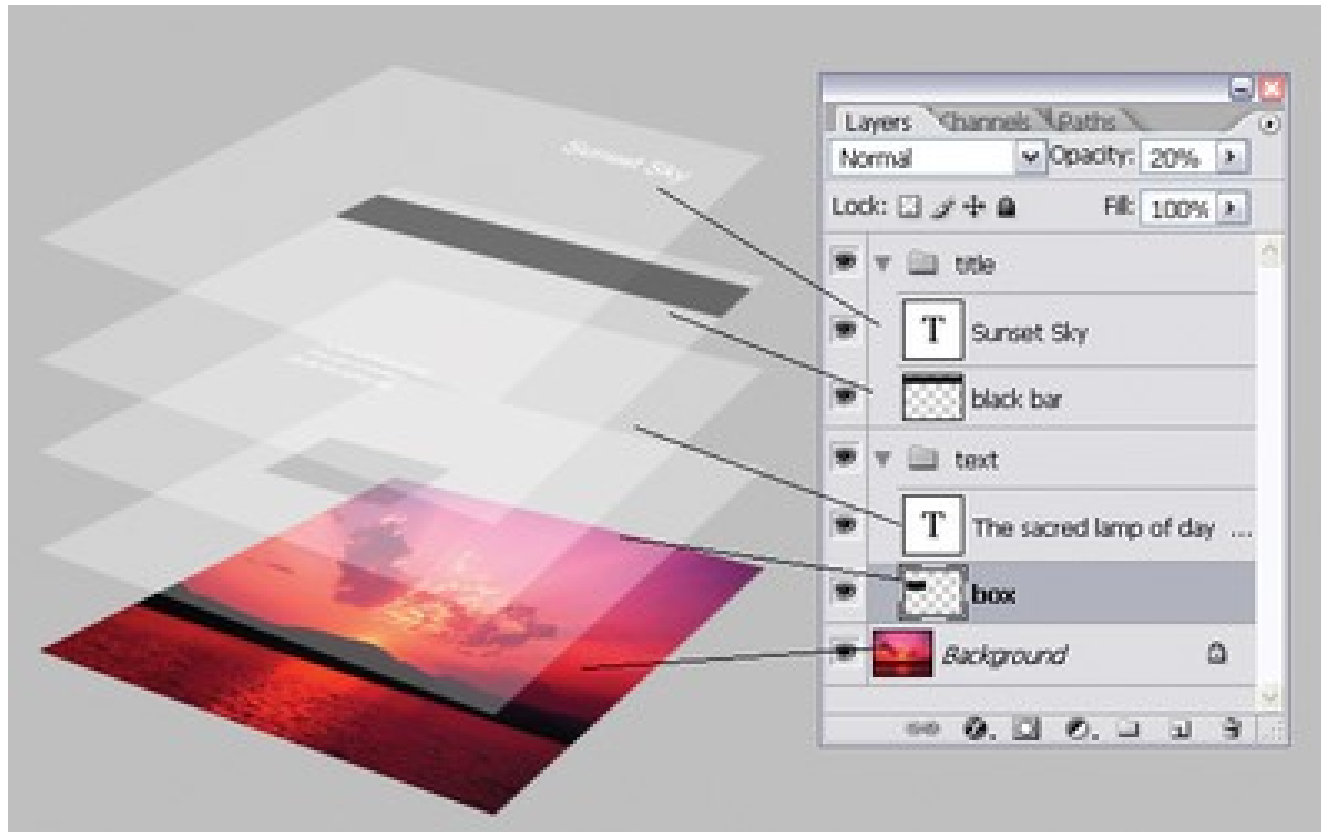 Sunset Sky
Layers Channels Paths
Normal Opacity: 20%
Lock: Fill: 100%
title
T Sunset Sky
black bar
text
T The sacred lamp of day ...
box
Background